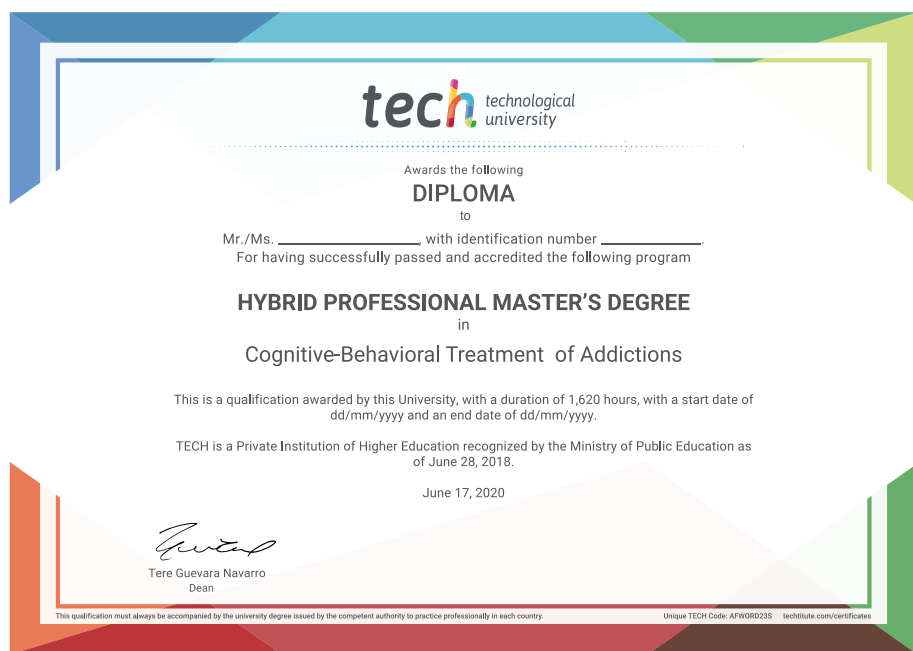 tech technological
university
Awards the following
DIPLOMA
to
Mr./Ms. ____________________, with identification number ______________.
For having successfully passed and accredited the following program
HYBRID PROFESSIONAL MASTER’S DEGREE
in
Cognitive-Behavioral Treatment of Addictions
This is a qualification awarded by this University, with a duration of 1,620 hours, with a start date of
dd/mm/yyyy and an end date of dd/mm/yyyy.
TECH is a Private Institution of Higher Education recognized by the Ministry of Public Education as
of June 28, 2018.
June 17, 2020
Tere Guevara Navarro
Dean
This qualification must always be accompanied by the university degree issued by the competent authority to practice professionally in each country.
Unique TECH Code: AFWORD23S techtitute.com/certificates